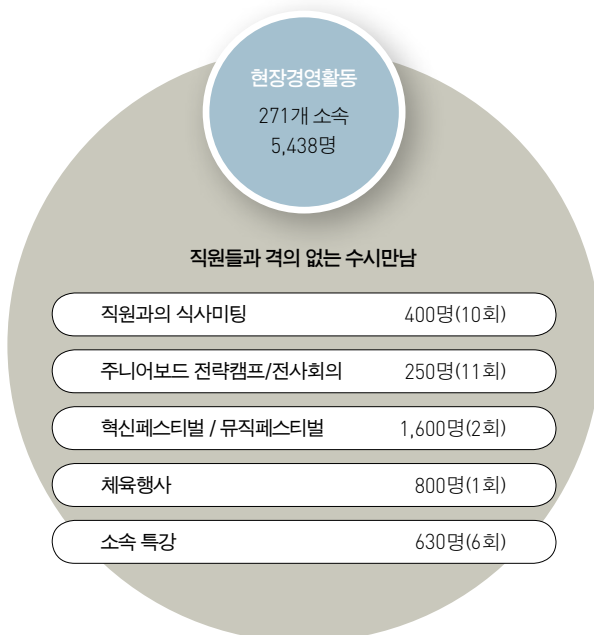 현장경영활동
271개 소속
5,438명
직원들과 격의 없는 수시만남
직원과의 식사미팅 400명(10회)
주니어보드 전략캠프/전사회의 250명(11회)
혁신페스티벌 / 뮤직페스티벌 1,600명(2회)
체육행사 800명(1회)
소속 특강 630명(6회)